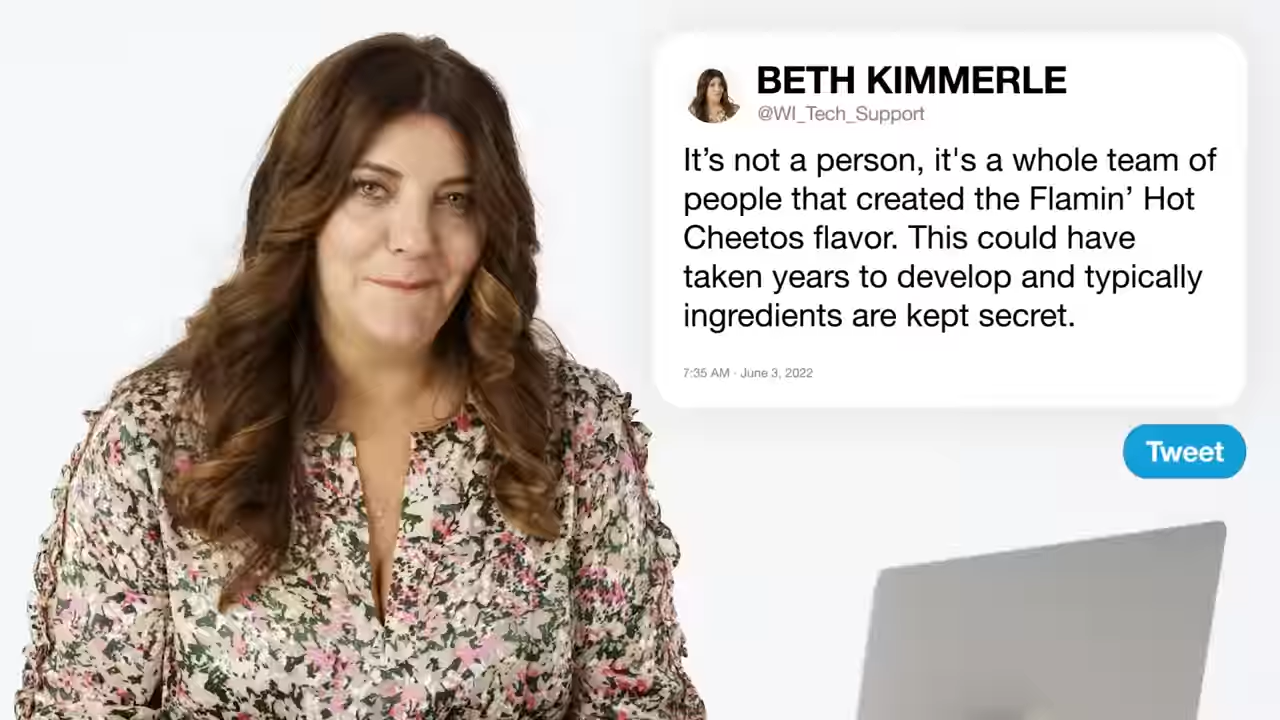 BETH KIMMERLE
@WI_Tech_Support
It’s not a person, it's a whole team of
people that created the Flamin’ Hot
Cheetos flavor. This could have
taken years to develop and typically
ingredients are kept secret.
7:35 AM · June 3, 2022
Tweet